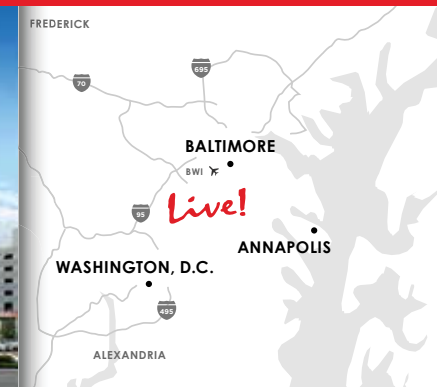 FREDERICK
695
70
BALTIMORE
BWI
Live!
95
ANNAPOLIS
WASHINGTON, D.C.
495
ALEXANDRIA